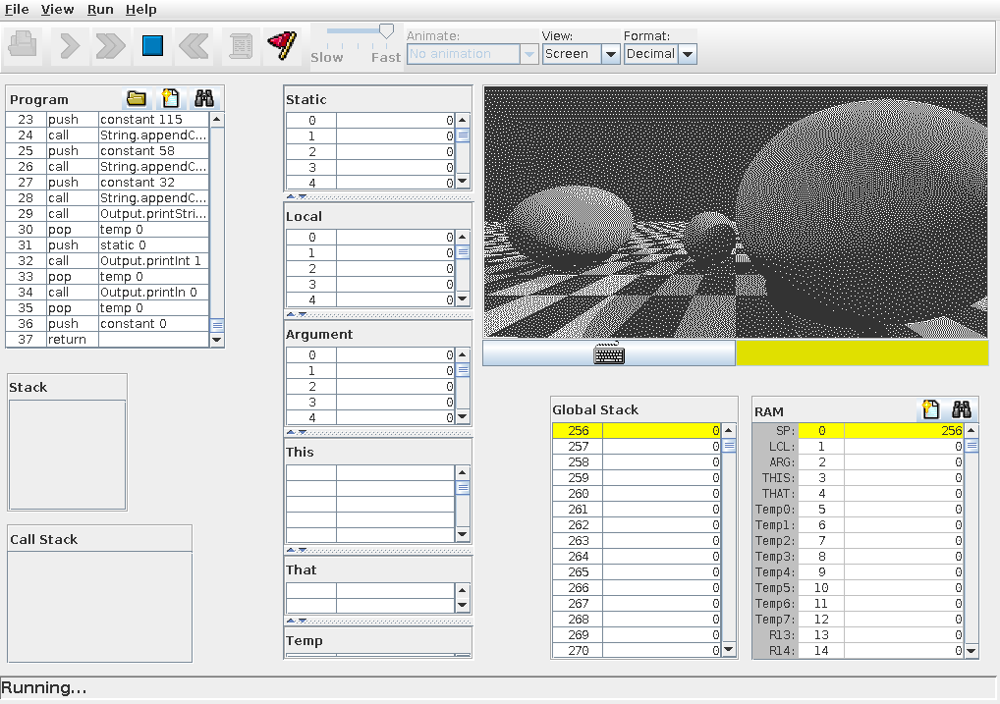 File View Run Help
Animate: View: Format:
No animation Screen Decimal
Slow Fast
Program
23 push constant 115
24 call String.appendC...
25 push constant 58
26 call String.appendC...
27 push constant 32
28 call String.appendC...
29 call Output.printStri...
30 pop temp 0
31 push static 0
32 call Output.printInt 1
33 pop temp 0
34 call Output.println 0
35 pop temp 0
36 push constant 0
37 return
Stack
Call Stack
Static
0 0
1 0
2 0
3 0
4 0
Local
0 0
1 0
2 0
3 0
4 0
Argument
0 0
1 0
2 0
3 0
4 0
This
That
Temp
Global Stack
256 0
257 0
258 0
259 0
260 0
261 0
262 0
263 0
264 0
265 0
266 0
267 0
268 0
269 0
270 0
RAM
SP: 0 256
LCL: 1 0
ARG: 2 0
THIS: 3 0
THAT: 4 0
Temp0: 5 0
Temp1: 6 0
Temp2: 7 0
Temp3: 8 0
Temp4: 9 0
Temp5: 10 0
Temp6: 11 0
Temp7: 12 0
R13: 13 0
R14: 14 0
Running...